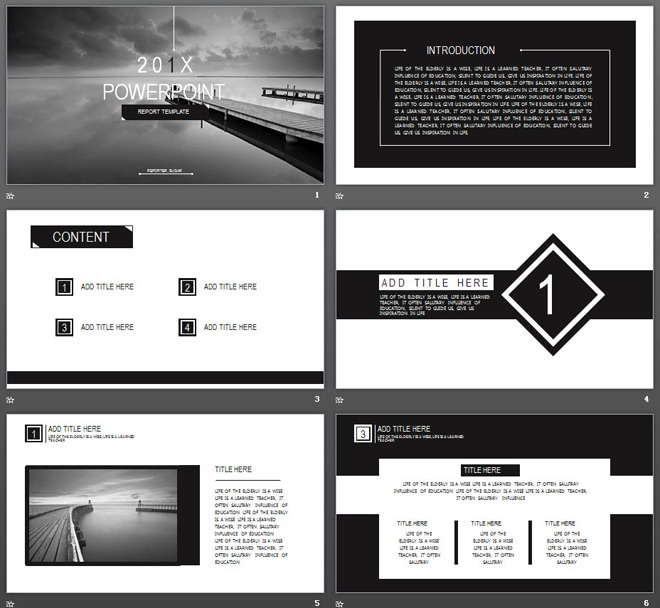 201X
POWERPOINT
REPORT TEMPLATE
REPORTER: SUGAR
1
INTRODUCTION
LIFE OF THE ELDERLY IS A WISE, LIFE IS A LEARNED TEACHER, IT OFTEN SALUTARY
INFLUENCE OF EDUCATION, SILENT TO GUIDE US, GIVE US INSPIRATION IN LIFE. LIFE OF
THE ELDERLY IS A WISE, LIFE IS A LEARNED TEACHER, IT OFTEN SALUTARY INFLUENCE OF
EDUCATION, SILENT TO GUIDE US, GIVE US INSPIRATION IN LIFE. LIFE OF THE ELDERLY IS
A WISE, LIFE IS A LEARNED TEACHER, IT OFTEN SALUTARY INFLUENCE OF EDUCATION,
SILENT TO GUIDE US, GIVE US INSPIRATION IN LIFE. LIFE OF THE ELDERLY IS A WISE, LIFE
IS A LEARNED TEACHER, IT OFTEN SALUTARY INFLUENCE OF EDUCATION, SILENT TO
GUIDE US, GIVE US INSPIRATION IN LIFE. LIFE OF THE ELDERLY IS A WISE, LIFE IS A
LEARNED TEACHER, IT OFTEN SALUTARY INFLUENCE OF EDUCATION, SILENT TO GUIDE
US, GIVE US INSPIRATION IN LIFE.
2
CONTENT
1 ADD TITLE HERE
2 ADD TITLE HERE
3 ADD TITLE HERE
4 ADD TITLE HERE
3
ADD TITLE HERE
LIFE OF THE ELDERLY IS A WISE, LIFE IS A LEARNED
TEACHER, IT OFTEN SALUTARY INFLUENCE OF
EDUCATION, SILENT TO GUIDE US, GIVE US
INSPIRATION IN LIFE
1
4
1 ADD TITLE HERE
LIFE OF THE ELDERLY IS A WISE, LIFE IS A LEARNED
TEACHER
TITLE HERE
LIFE OF THE ELDERLY IS A WISE
LIFE IS A LEARNED TEACHER, IT
OFTEN SALUTARY INFLUENCE OF
EDUCATION LIFE OF THE ELDERLY
IS A WISE LIFE IS A LEARNED
TEACHER, IT OFTEN SALUTARY
INFLUENCE OF EDUCATION LIFE
OF THE ELDERLY IS A WISE LIFE
IS A LEARNED TEACHER, IT
OFTEN SALUTARY INFLUENCE OF
EDUCATION
5
3 ADD TITLE HERE
LIFE OF THE ELDERLY IS A WISE, LIFE IS A LEARNED
TEACHER
TITLE HERE
LIFE OF THE ELDERLY IS A WISE, LIFE IS A LEARNED TEACHER, IT OFTEN SALUTARY
INFLUENCE OF EDUCATION LIFE OF THE ELDERLY IS A WISE, LIFE IS A LEARNED TEACHER,
IT OFTEN SALUTARY INFLUENCE
TITLE HERE
LIFE OF THE
ELDERLY IS A WISE
LIFE IS A LEARNED
TEACHER, IT OFTEN
SALUTARY
TITLE HERE
LIFE OF THE
ELDERLY IS A WISE
LIFE IS A LEARNED
TEACHER, IT OFTEN
SALUTARY
TITLE HERE
LIFE OF THE
ELDERLY IS A WISE
LIFE IS A LEARNED
TEACHER, IT OFTEN
SALUTARY
6